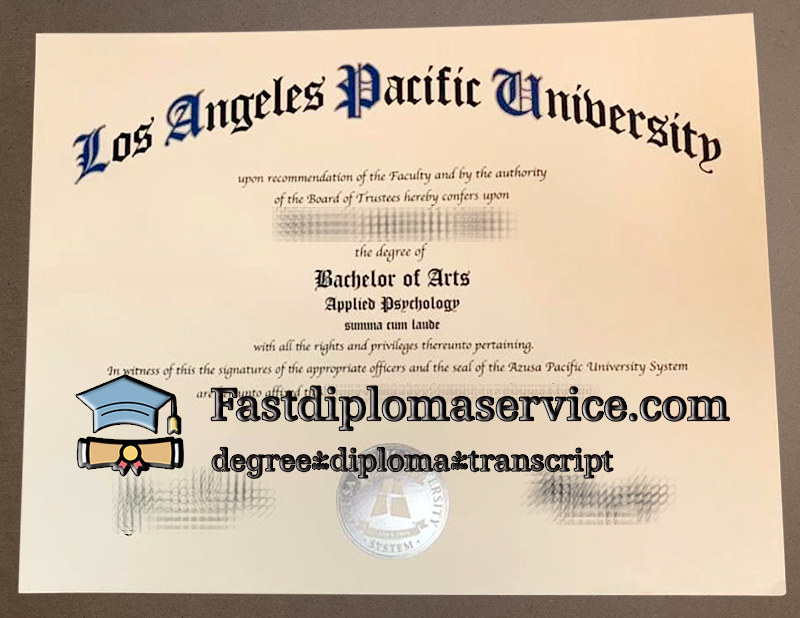 Los Angeles Pacific University
upon recommendation of the Faculty and by the authority
of the Board of Trustees hereby confers upon
the degree of
Bachelor of Arts
Applied Psychology
summa cum laude
with all the rights and privileges thereunto pertaining.
In witness of this the signatures of the appropriate officers and the seal of the Azusa Pacific University System
are
Fastdiplomaservice.com
degree*diploma*transcript
SYSTEM